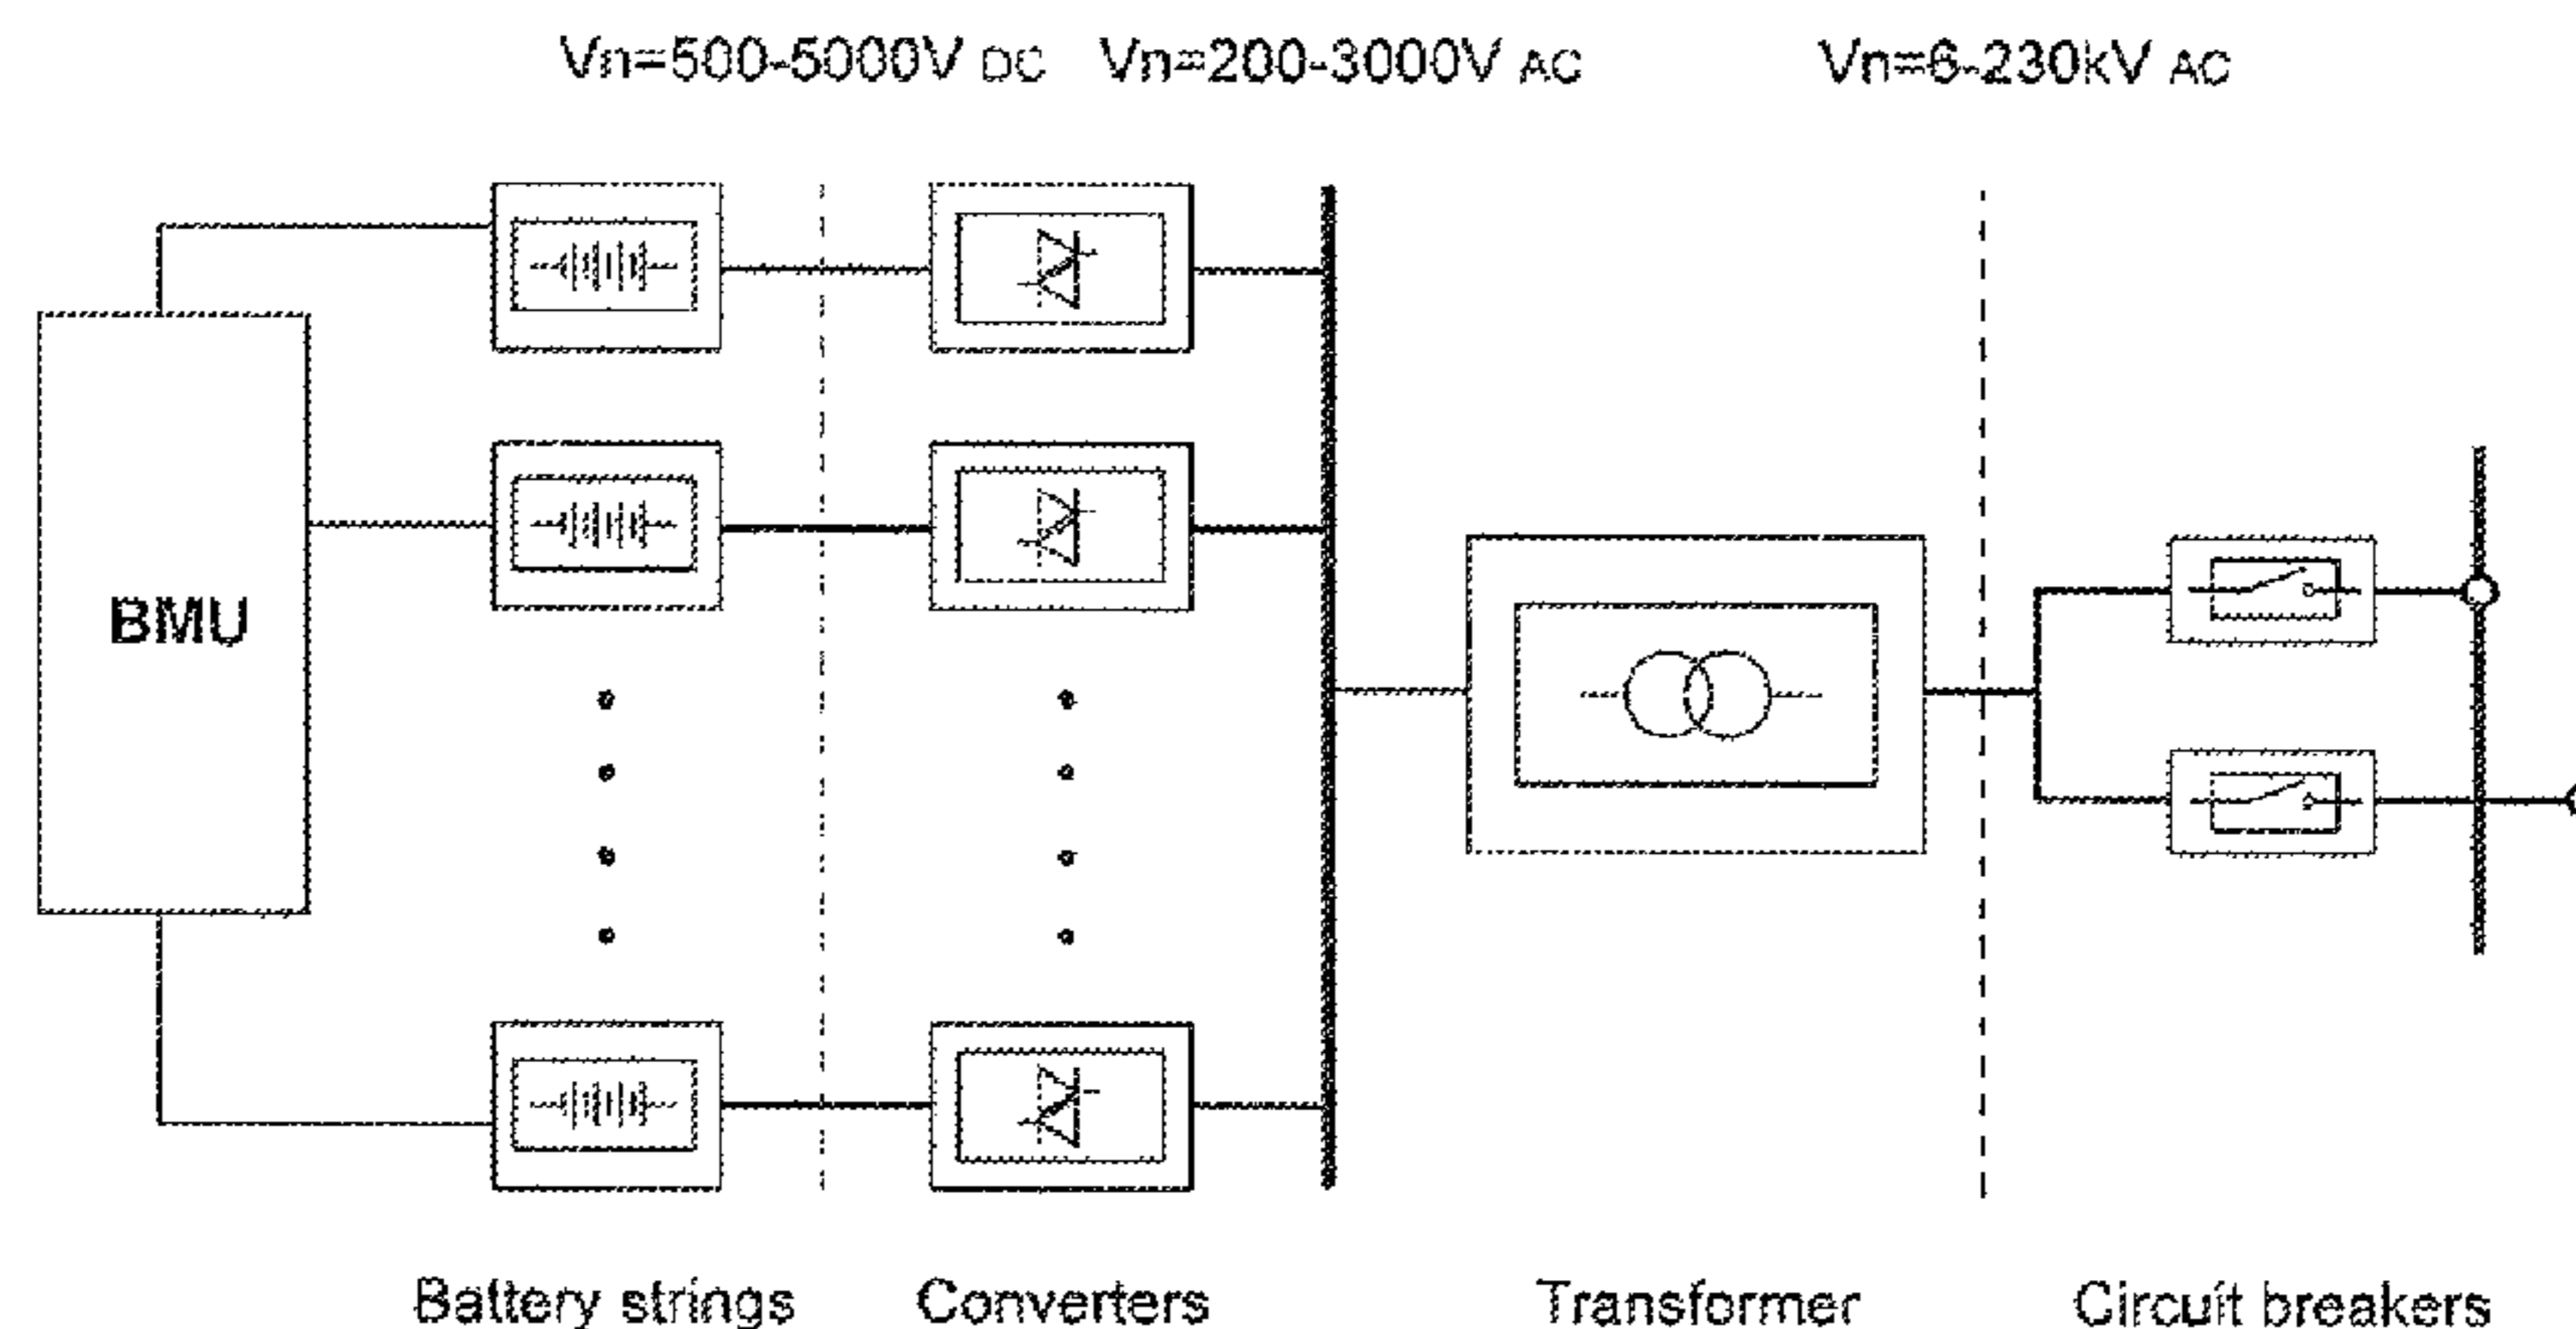 Vn=500-5000V DC Vn=200-3000V AC Vn=6-230kV AC
BMU
Battery strings Converters Transformer Circuit breakers